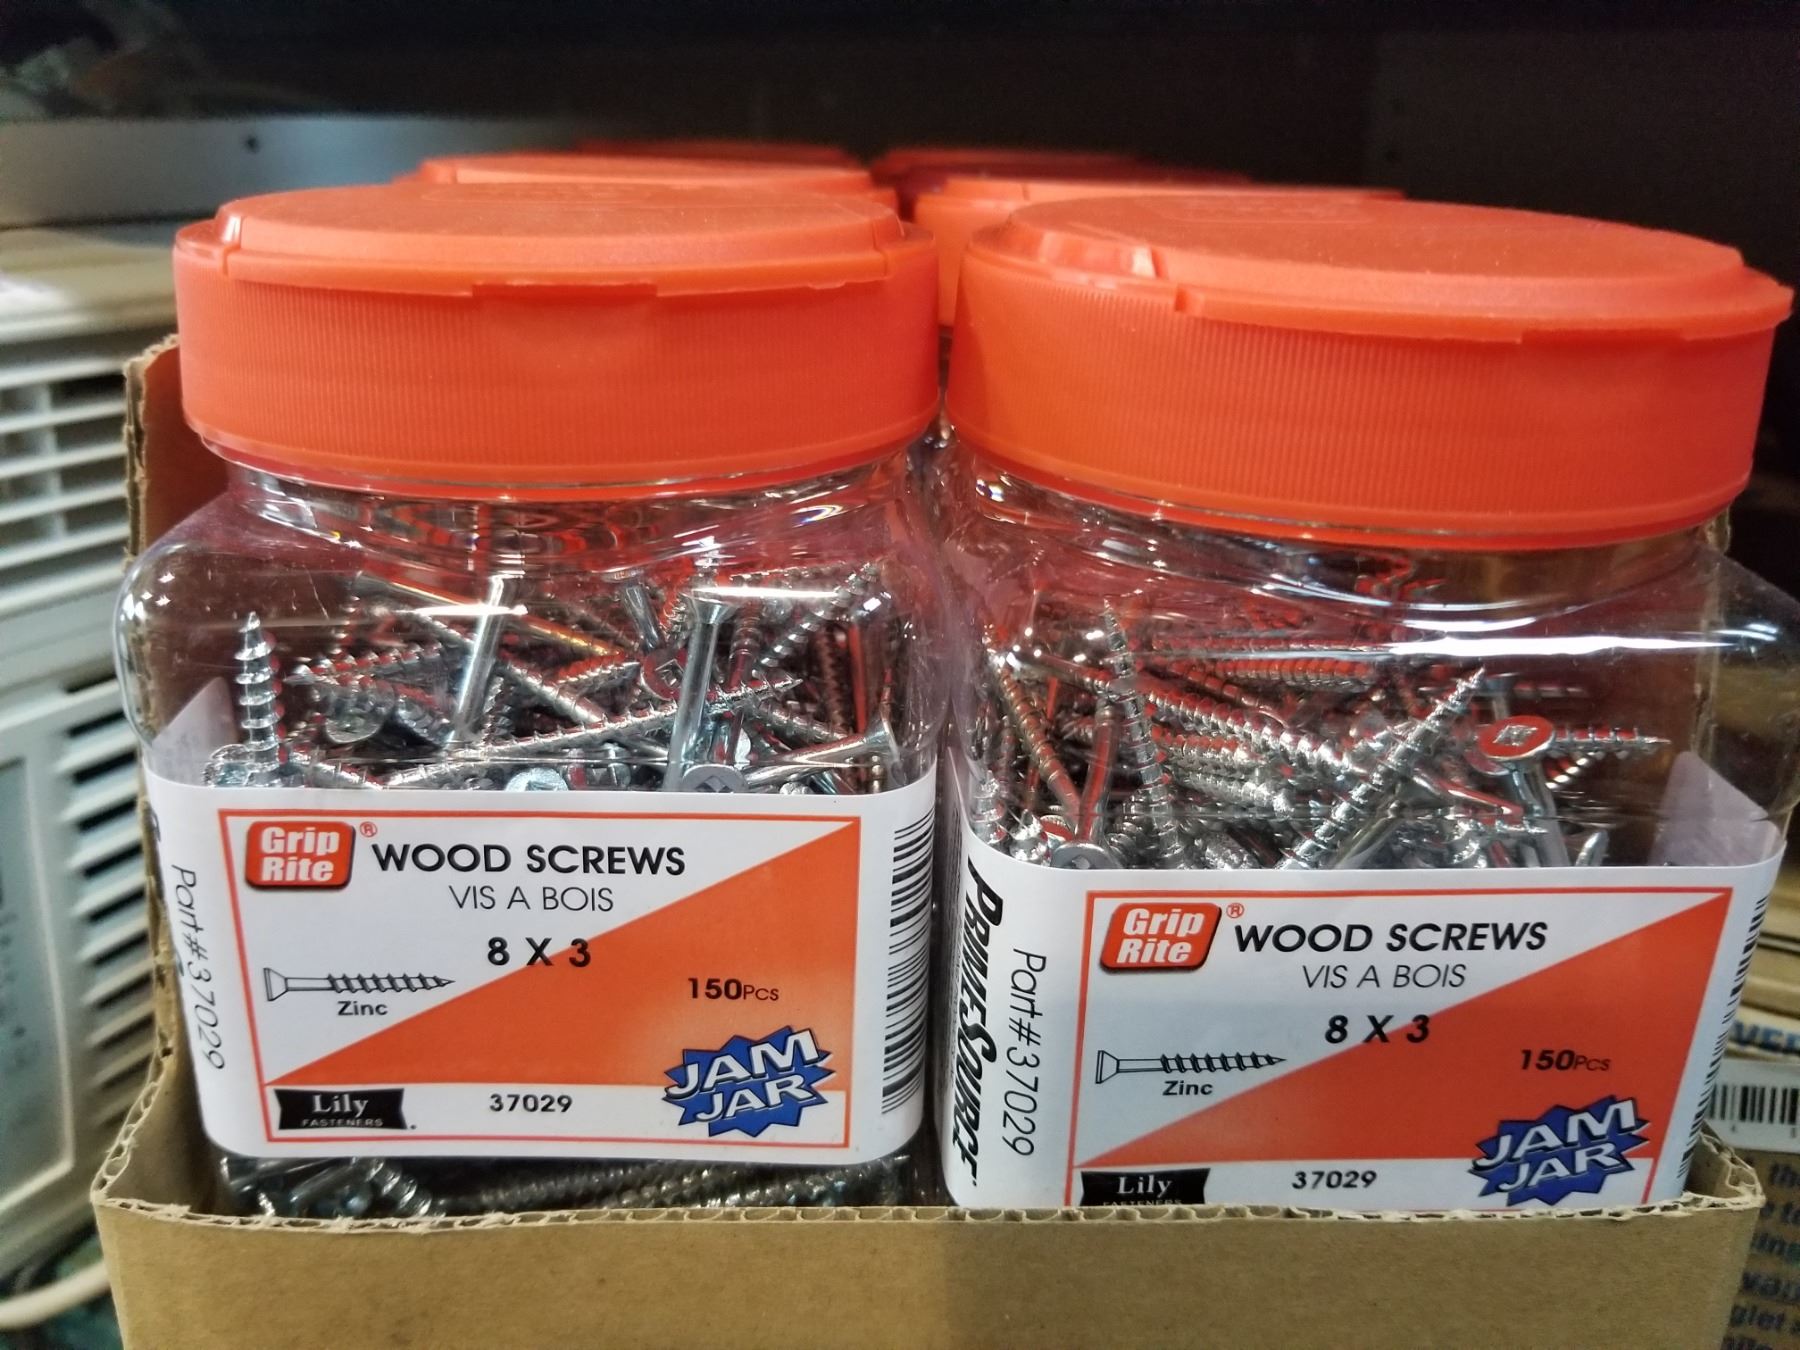 Grip
Rite®
WOOD SCREWS
VIS A BOIS
8 X 3
Zinc
150Pcs
JAM
JAR
Lily
FASTENERS
37029
Part#37029
PRIMESOURCE
Part#37029
Grip
Rite®
WOOD SCREWS
VIS A BOIS
8 X 3
Zinc
150Pcs
JAM
JAR
Lily
FASTENERS
37029